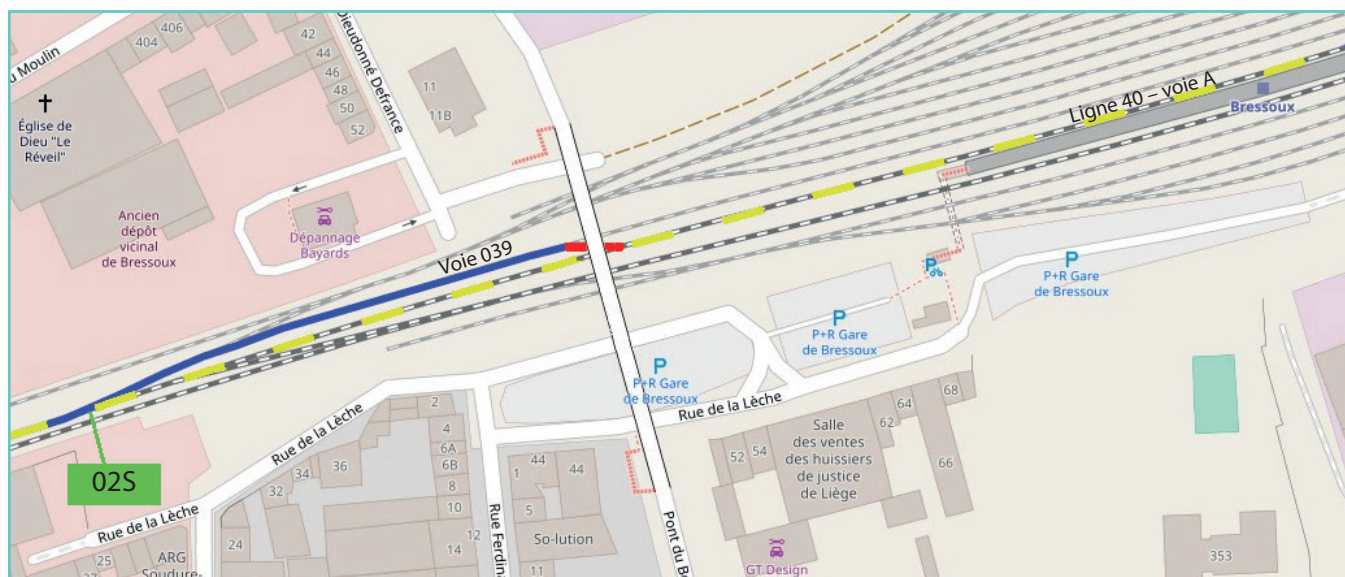 406
404
u Moulin
Église de
Dieu "Le
Réveil"
Ancien
dépôt
vicinal
de Bressoux
42
44
46
48
50
52
Dieudonné Defrance
11
11B
Dépannage
Bayards
Voie 039
Ligne 40 – voie A
Bressoux
P
P+R Gare
de Bressoux
P
P
P+R Gare
de Bressoux
P
P+R Gare
de Bressoux
Rue de la Lèche
Rue de la Lèche
Rue de la Lèche
02S
2
4
6A
6B
8
10
12
14
36
34
32
24
25
ARG
Soudure-
Rue Ferdina
1
44
44
5
So-lution
11
Pont du B
52
54
Salle
des ventes
des huissiers
de justice
de Liège
62
64
68
66
GT Design
353